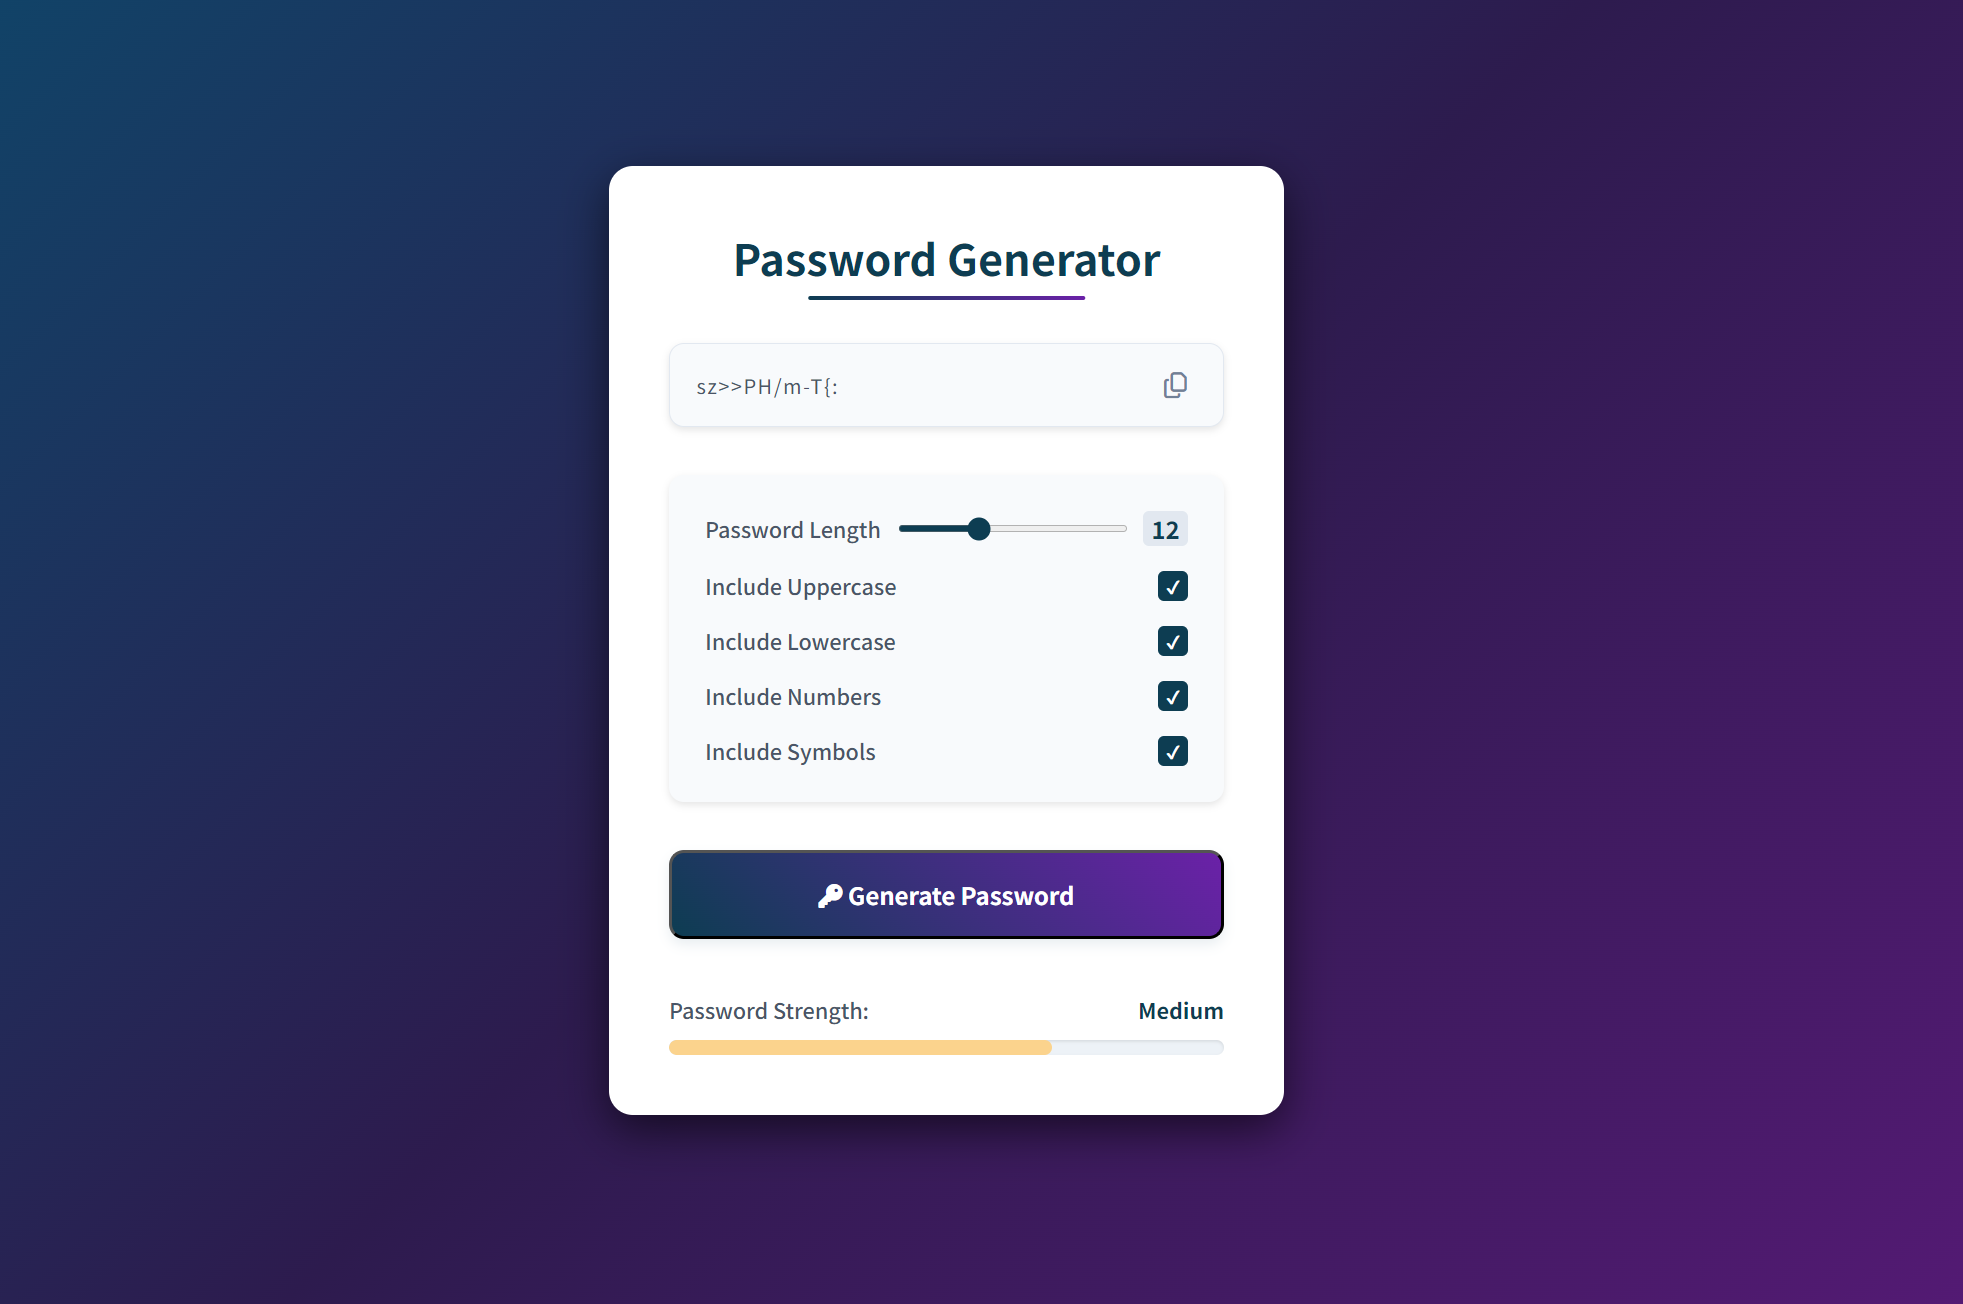 Password Generator
sz>>PH/m-T{:
Password Length 12
Include Uppercase
Include Lowercase
Include Numbers
Include Symbols
Generate Password
Password Strength: Medium